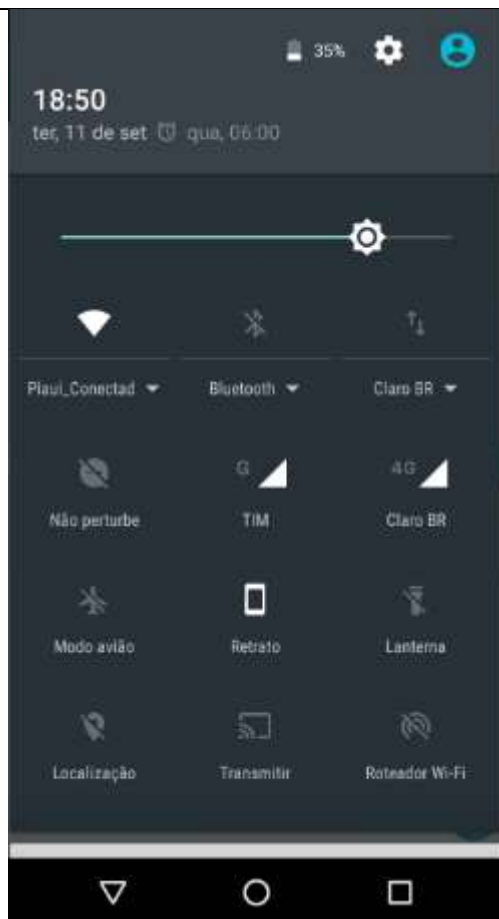 35%
18:50
ter, 11 de set qua, 06:00
Piaui_Conectad Bluetooth Claro BR
G 4G
Não perturbe TIM Claro BR
Modo avião Retrato Lanterna
Localização Transmitir Roteador Wi-Fi